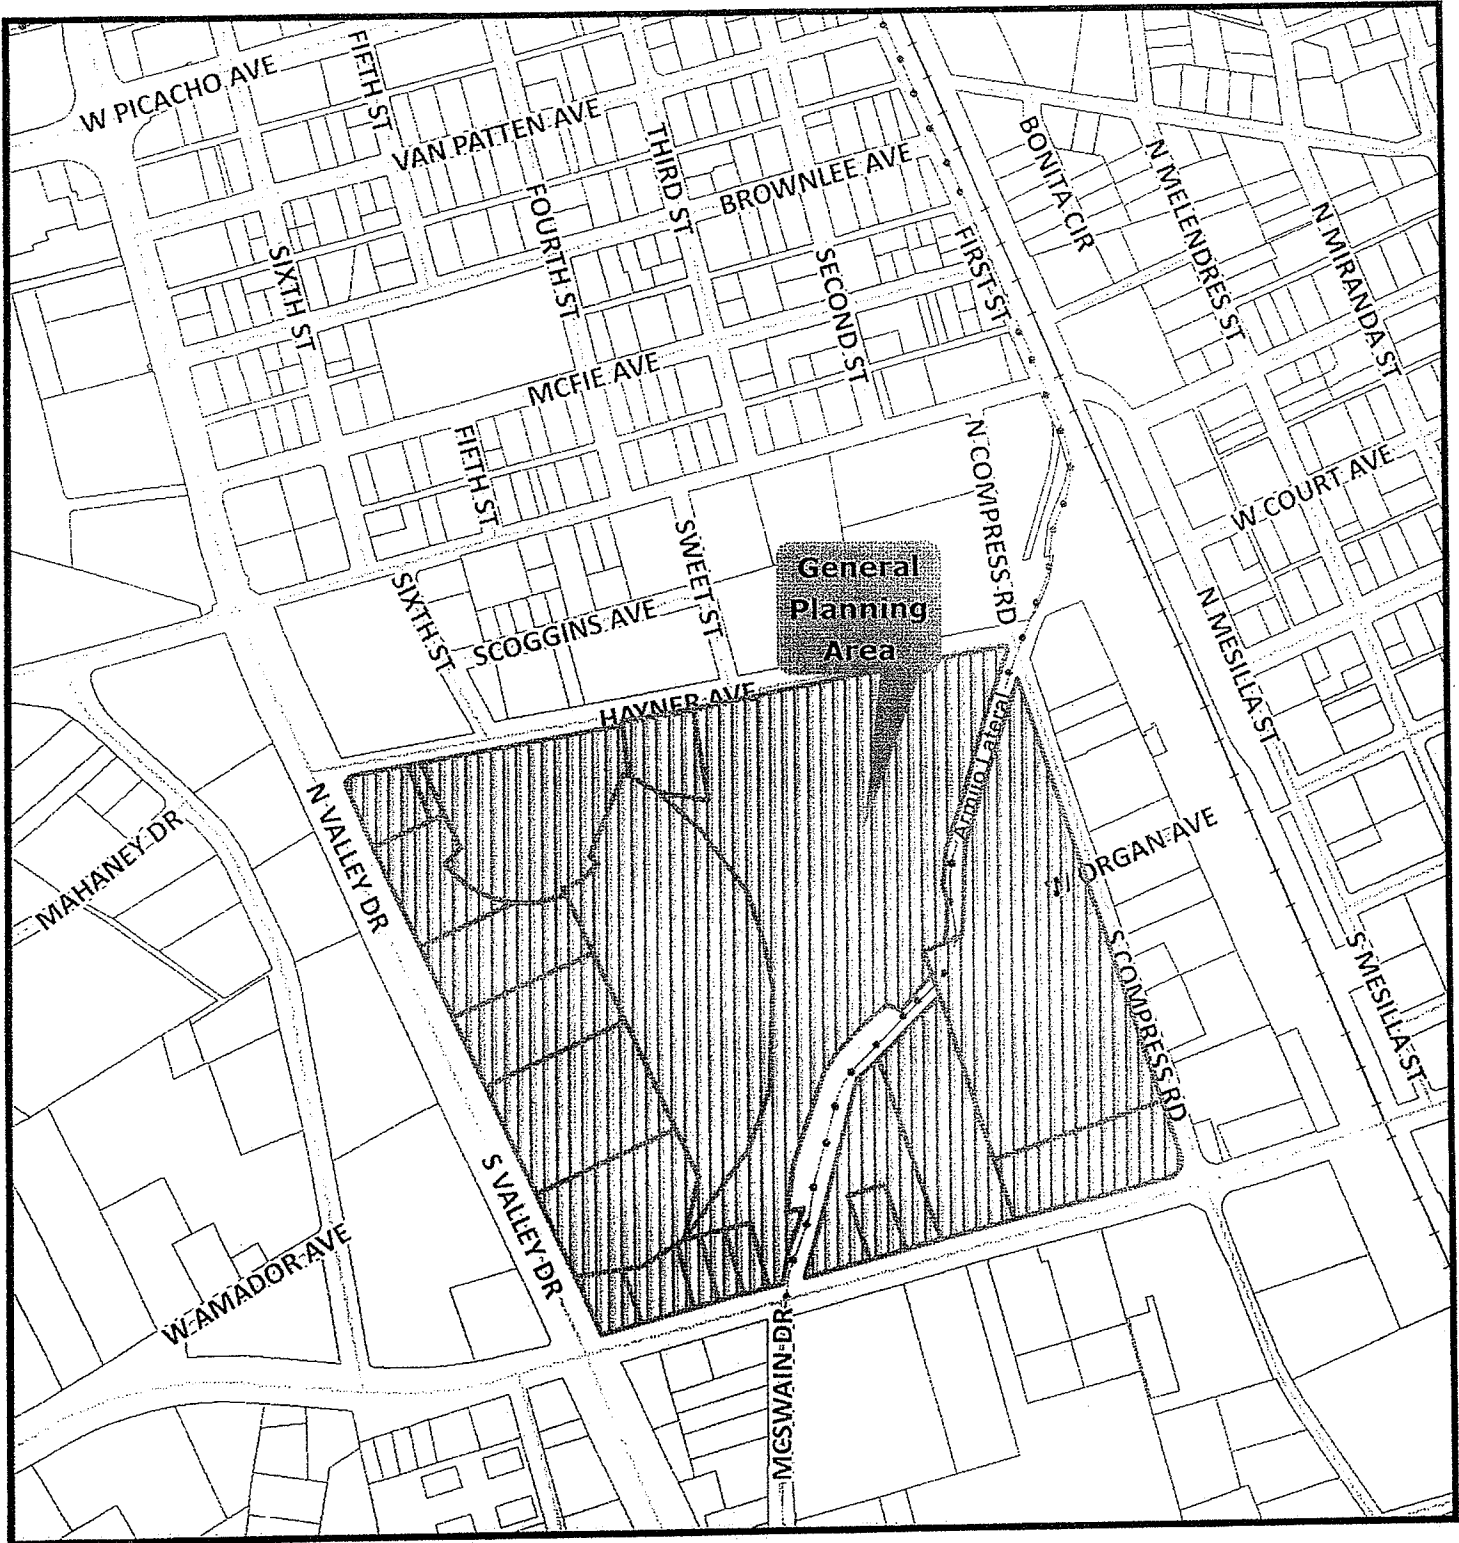 W PICACHO AVE
FIFTH ST
VAN PATTEN AVE
THIRD ST
BROWNLEE AVE
BONITA CIR
N MELENDRES ST
N MIRANDA ST
SIXTH ST
FOURTH ST
SECOND ST
FIRST ST
MCFIE AVE
FIFTH ST
N COMPRESS RD
W COURT AVE
SWEET ST
SIXTH ST
SCOGGINS AVE
General
Planning
Area
N MESILLA ST
HAYNER AVE
Armijo Lateral
N VALLEY DR
MAHANEY DR
ORGAN AVE
S COMPRESS RD
S MESILLA ST
S VALLEY DR
W AMADOR AVE
MCSWAIN DR